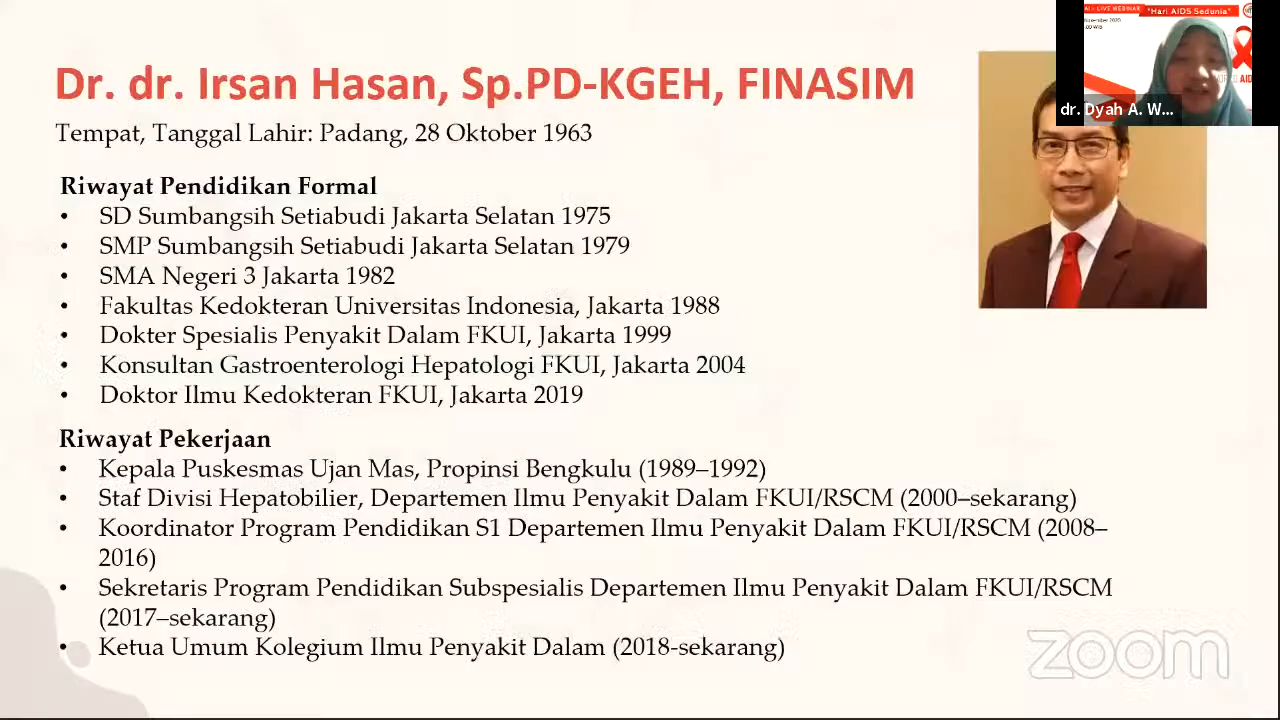 Dr. dr. Irsan Hasan, Sp.PD-KGEH, FINASIM
Tempat, Tanggal Lahir: Padang, 28 Oktober 1963
Riwayat Pendidikan Formal
• SD Sumbangsih Setiabudi Jakarta Selatan 1975
• SMP Sumbangsih Setiabudi Jakarta Selatan 1979
• SMA Negeri 3 Jakarta 1982
• Fakultas Kedokteran Universitas Indonesia, Jakarta 1988
• Dokter Spesialis Penyakit Dalam FKUI, Jakarta 1999
• Konsultan Gastroenterologi Hepatologi FKUI, Jakarta 2004
• Doktor Ilmu Kedokteran FKUI, Jakarta 2019
Riwayat Pekerjaan
• Kepala Puskesmas Ujan Mas, Propinsi Bengkulu (1989–1992)
• Staf Divisi Hepatobilier, Departemen Ilmu Penyakit Dalam FKUI/RSCM (2000–sekarang)
• Koordinator Program Pendidikan S1 Departemen Ilmu Penyakit Dalam FKUI/RSCM (2008–
2016)
• Sekretaris Program Pendidikan Subspesialis Departemen Ilmu Penyakit Dalam FKUI/RSCM
(2017–sekarang)
• Ketua Umum Kolegium Ilmu Penyakit Dalam (2018-sekarang)
LIVE WEBINAR "Hari AIDS Sedunia"
November 2020
WIB
dr. Dyah A. W...
zoom